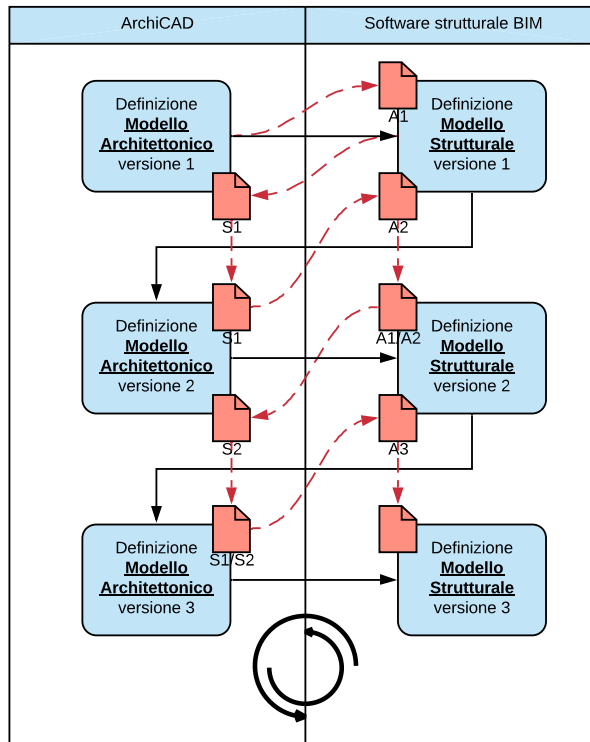 ArchiCAD
Software strutturale BIM
Definizione
Modello
Architettonico
versione 1
A1
Definizione
Modello
Strutturale
versione 1
S1
A2
S1
A1/A2
Definizione
Modello
Architettonico
versione 2
Definizione
Modello
Strutturale
versione 2
S2
A3
S1/S2
Definizione
Modello
Architettonico
versione 3
Definizione
Modello
Strutturale
versione 3